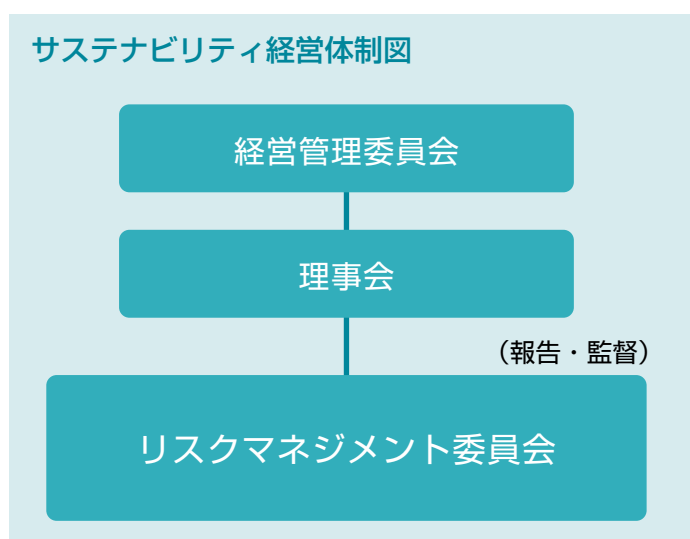 サステナビリティ経営体制図
経営管理委員会
理事会
（報告・監督）
リスクマネジメント委員会